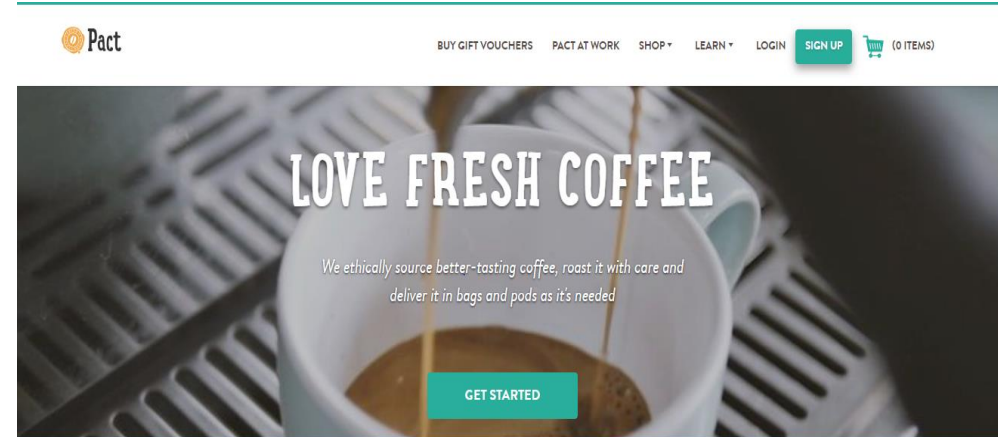 Pact
BUY GIFT VOUCHERS PACT AT WORK SHOP LEARN LOGIN SIGN UP (0 ITEMS)
LOVE FRESH COFFEE
We ethically source better-tasting coffee, roast it with care and
deliver it in bags and pods as it's needed
GET STARTED